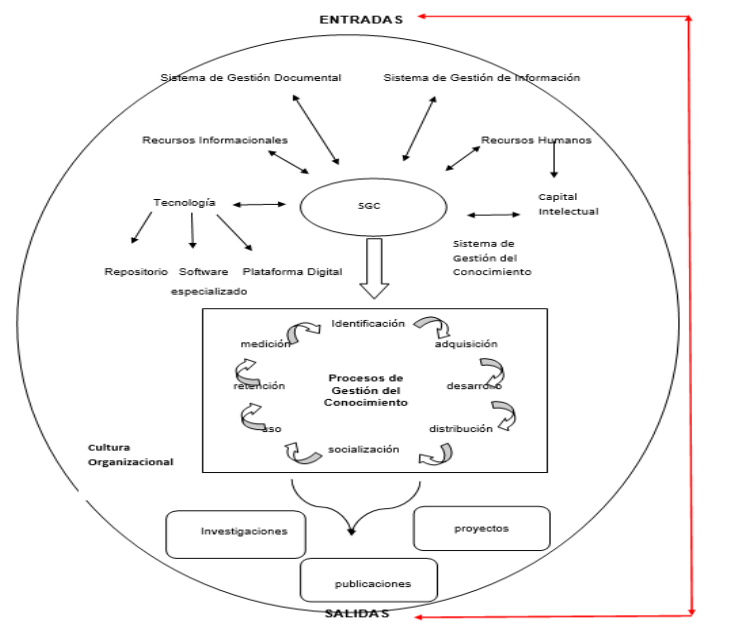 ENTRADAS
Sistema de Gestión Documental
Sistema de Gestión de Información
Recursos Informacionales
Recursos Humanos
Tecnología
SGC
Capital
Intelectual
Sistema de
Gestión del
Conocimiento
Repositorio
Software
especializado
Plataforma Digital
Identificación
medición
adquisición
Procesos de
Gestión del
Conocimiento
retención
desarrollo
uso
distribución
socialización
Cultura
Organizacional
Investigaciones
proyectos
publicaciones
SALIDAS